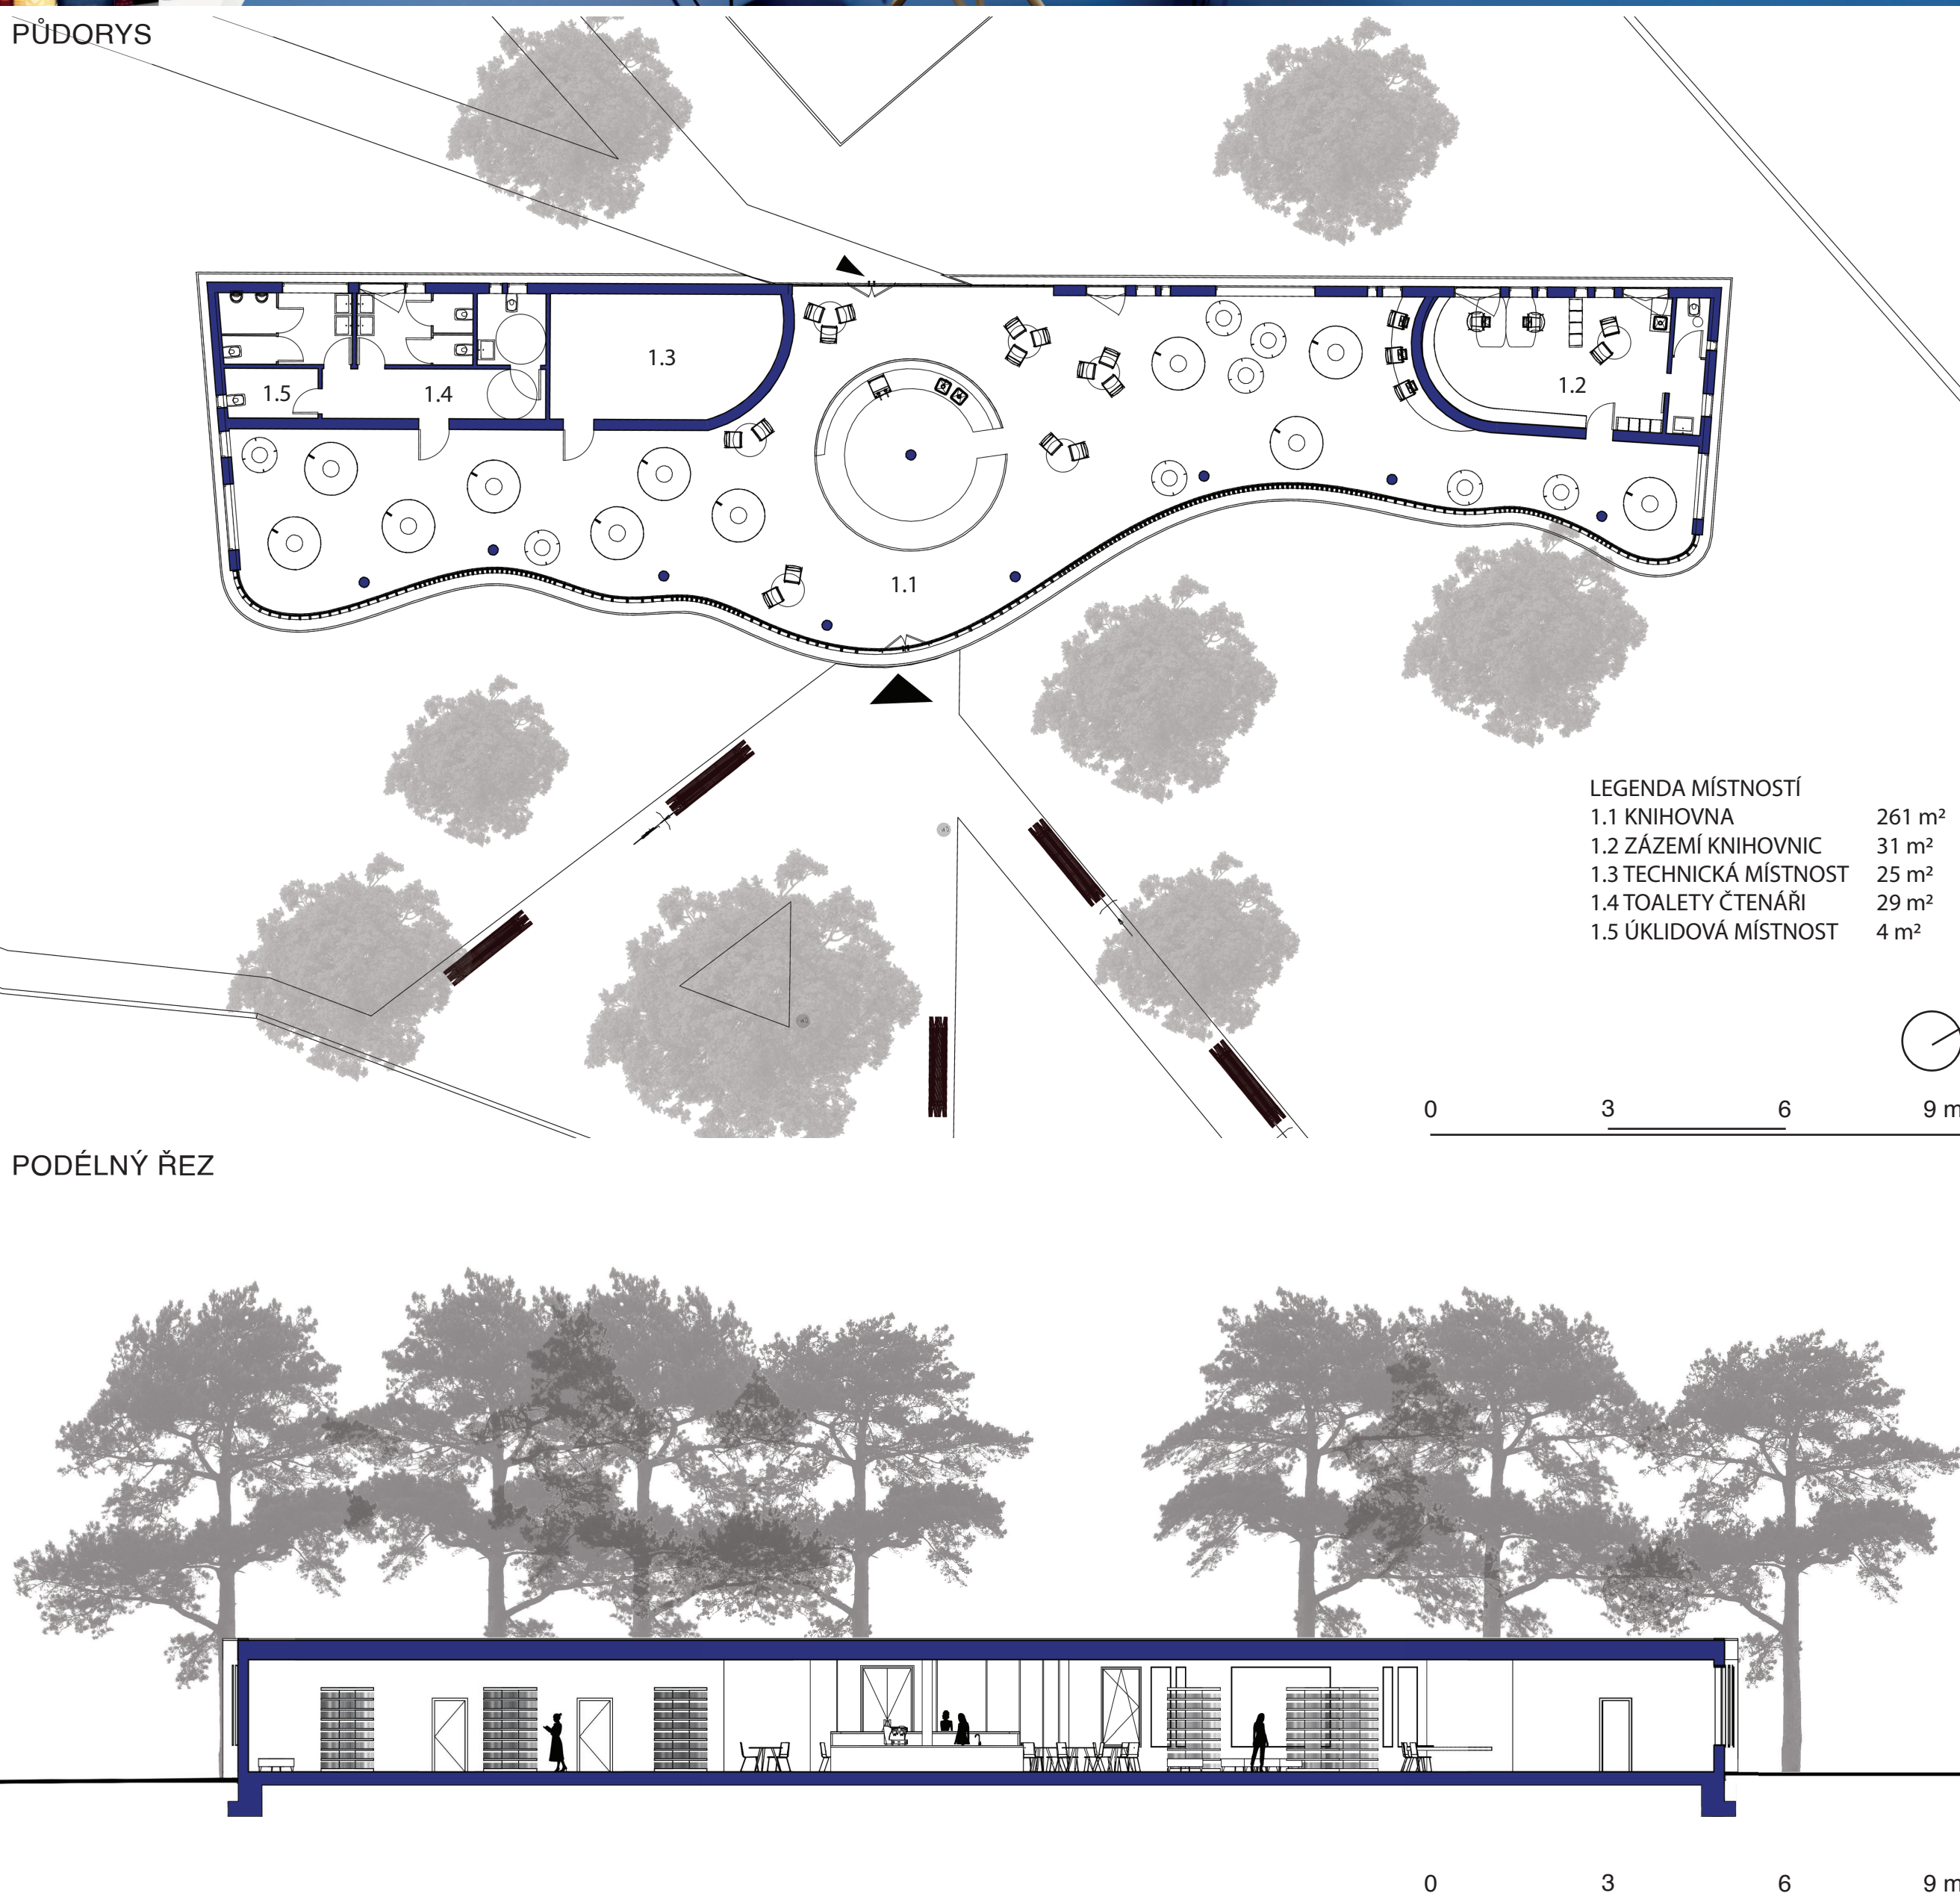 PŮDORYS
1.3
1.2
1.5
1.4
1.1
LEGENDA MÍSTNOSTÍ
1.1 KNIHOVNA 261 m²
1.2 ZÁZEMÍ KNIHOVNIC 31 m²
1.3 TECHNICKÁ MÍSTNOST 25 m²
1.4 TOALETY ČTENÁŘI 29 m²
1.5 ÚKLIDOVÁ MÍSTNOST 4 m²
0 3 6 9 m
PODÉLNÝ ŘEZ
0 3 6 9 m